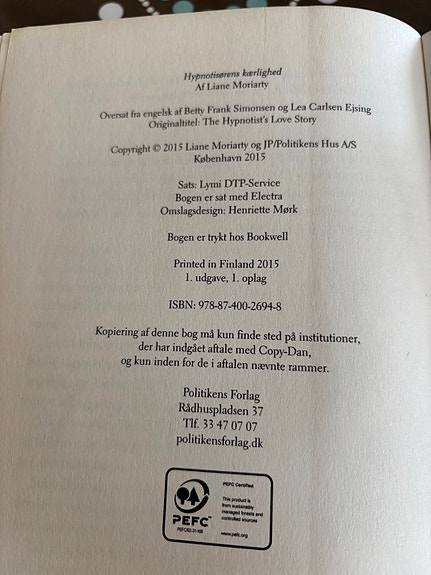 Hypnotisørens kærlighed
Af Liane Moriarty
Oversat fra engelsk af Betty Frank Simonsen og Lea Carlsen Ejsing
Originaltitel: The Hypnotist's Love Story
Copyright © 2015 Liane Moriarty og JP/Politikens Hus A/S
København 2015
Sats: Lymi DTP-Service
Bogen er sat med Electra
Omslagsdesign: Henriette Mørk
Bogen er trykt hos Bookwell
Printed in Finland 2015
1. udgave, 1. oplag
ISBN: 978-87-400-2694-8
Kopiering af denne bog må kun finde sted på institutioner,
der har indgået aftale med Copy-Dan,
og kun inden for de i aftalen nævnte rammer.
Politikens Forlag
Rådhuspladsen 37
Tlf. 33 47 07 07
politikensforlag.dk
PEFC Certified
This product is
from sustainably
managed forests and
controlled sources
www.pefc.org
PEFC™